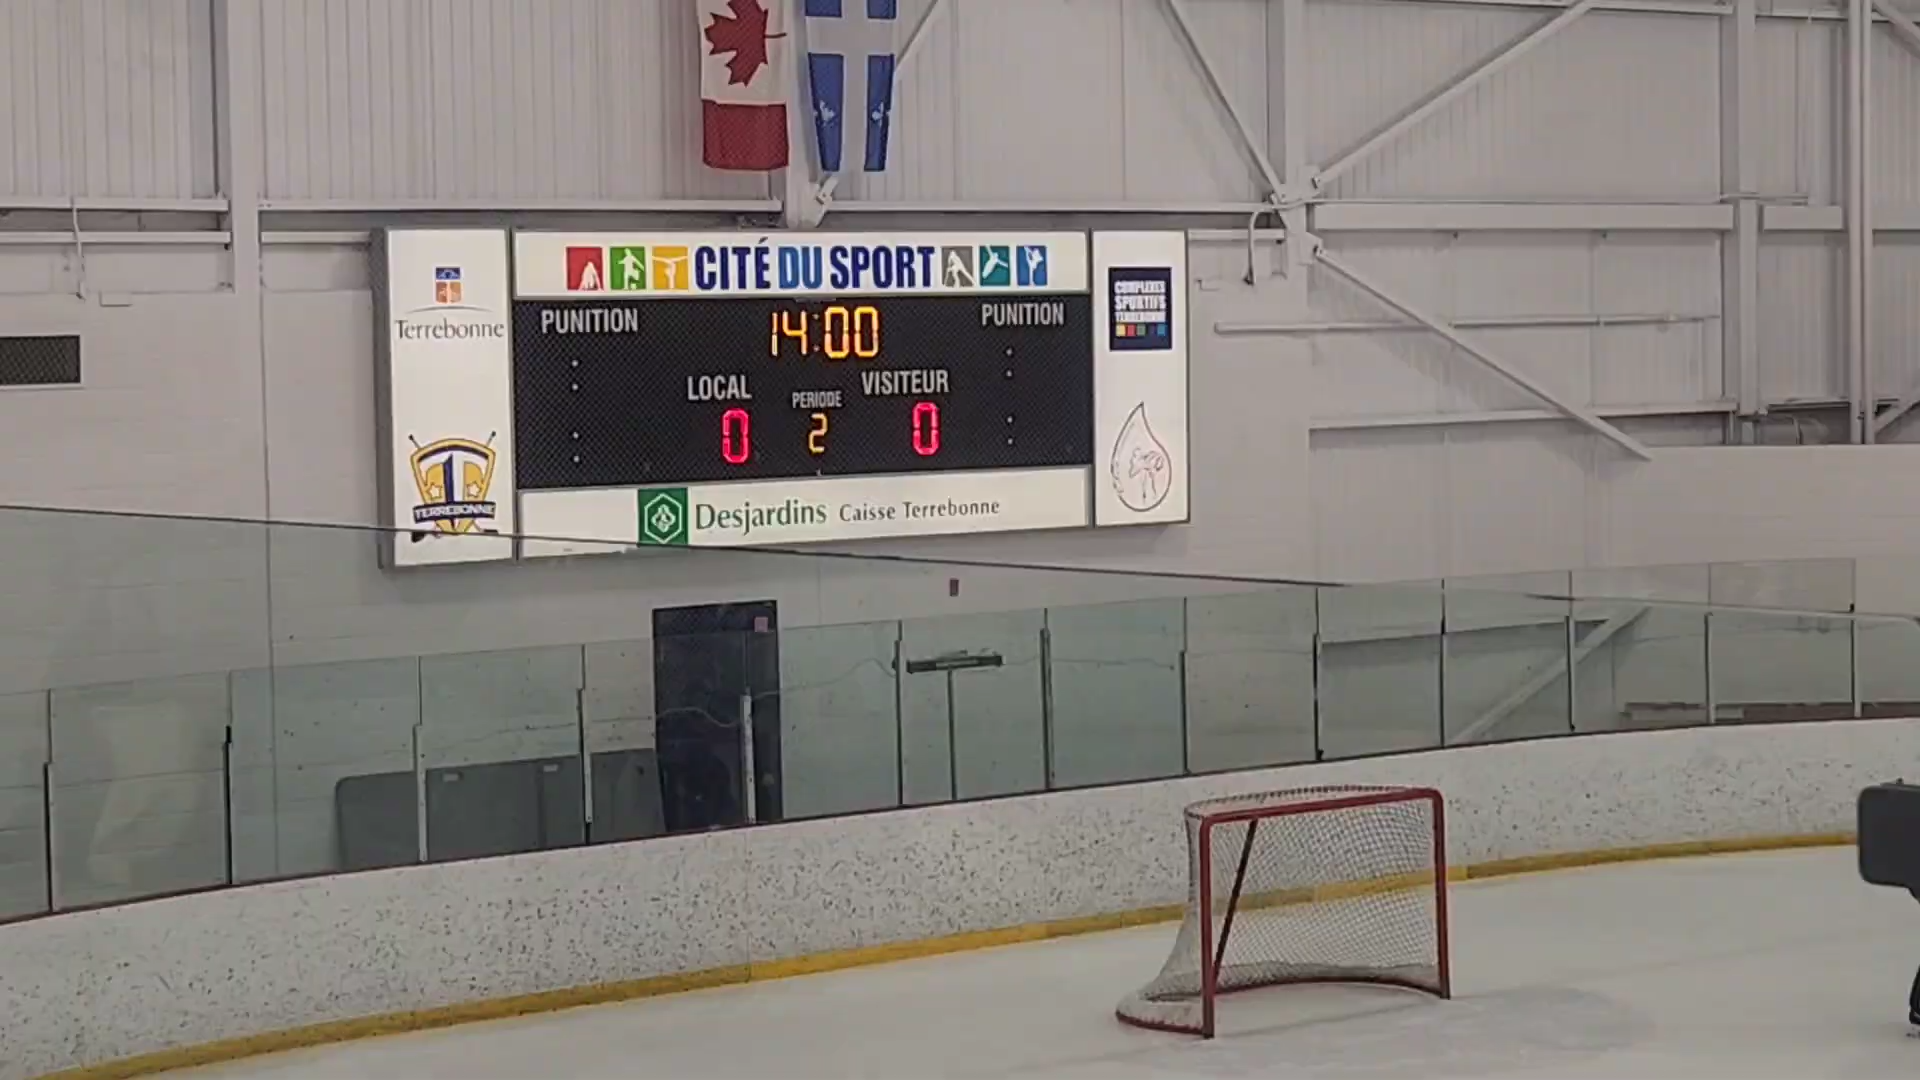 CITÉ DU SPORT
Terrebonne
PUNITION
14:00
PUNITION
COMPLEXES
SPORTIFS
LOCAL
PERIODE
VISITEUR
0
2
0
TERREBONNE
Desjardins Caisse Terrebonne